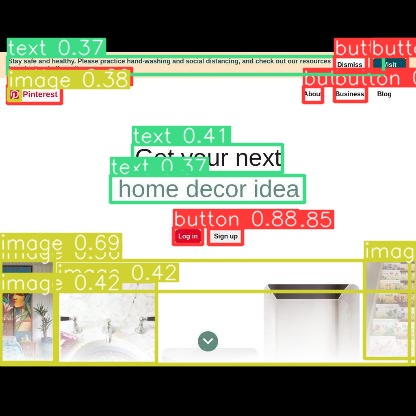 text 0.37
button
Stay safe and healthy. Please practice hand-washing and social distancing, and check out our resources
Dismiss
Visit
image 0.38
button
button
Pinterest
About
Business
Blog
text 0.41
Get your next
text 0.37
home decor idea
button 0.88
0.85
Log in
Sign up
image 0.69
image 0.42
image 0.42